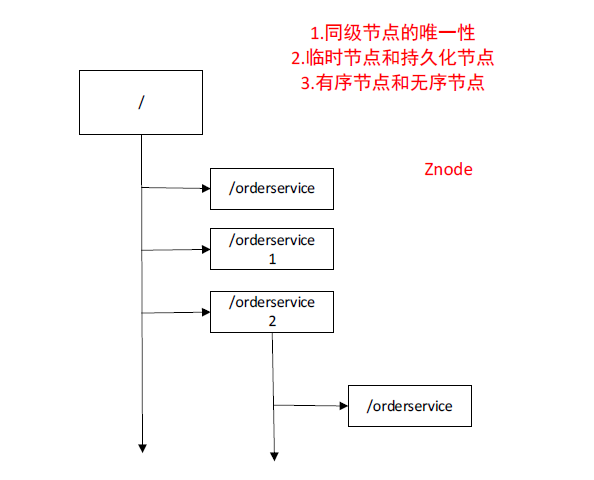 1.同级节点的唯一性
2.临时节点和持久化节点
3.有序节点和无序节点
/
Znode
/orderservice
/orderservice
1
/orderservice
2
/orderservice